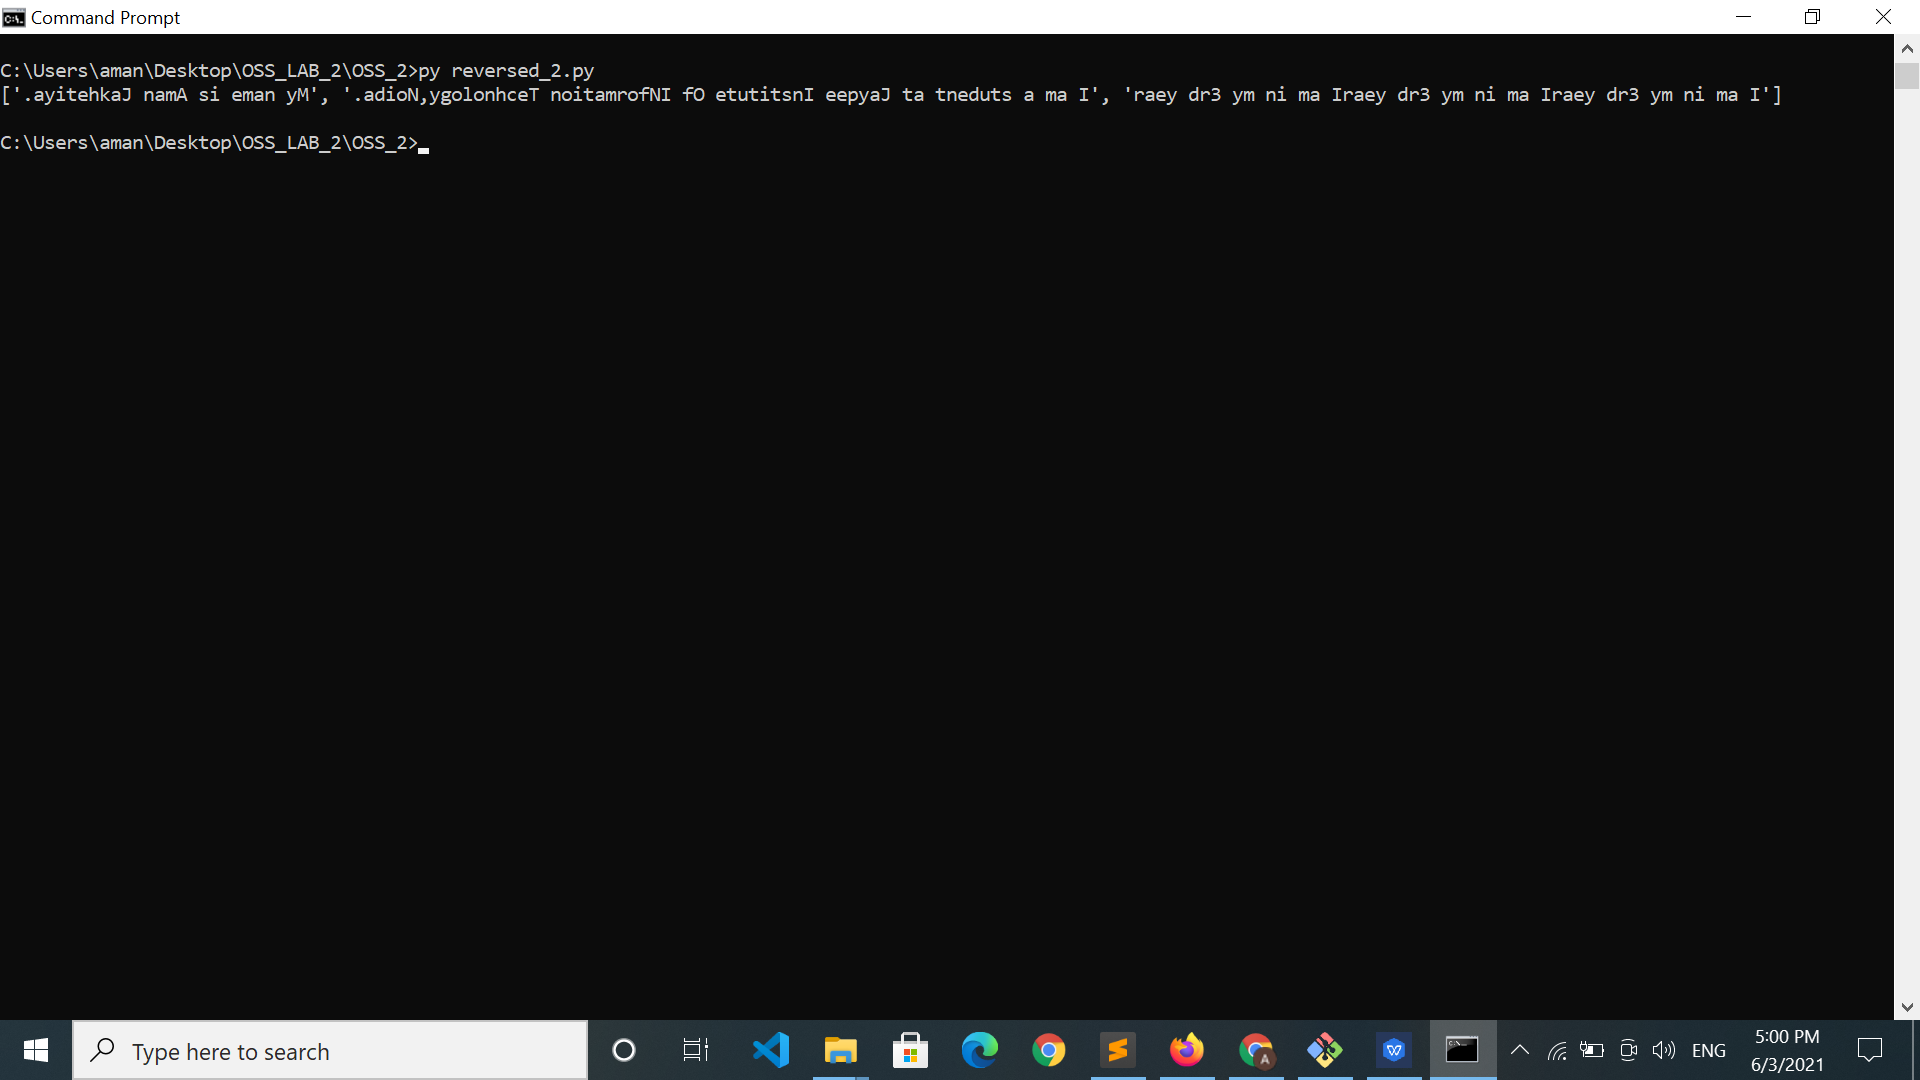 Command Prompt
C:\Users\aman\Desktop\OSS_LAB_2\OSS_2>py reversed_2.py
['.ayitehkaJ namA si eman yM', '.adioN,ygolonhceT noitamrofNI fO etutitsnI eepyaJ ta tneduts a ma I', 'raey dr3 ym ni ma Iraey dr3 ym ni ma Iraey dr3 ym ni ma I']
C:\Users\aman\Desktop\OSS_LAB_2\OSS_2>
Type here to search
ENG
5:00 PM
6/3/2021